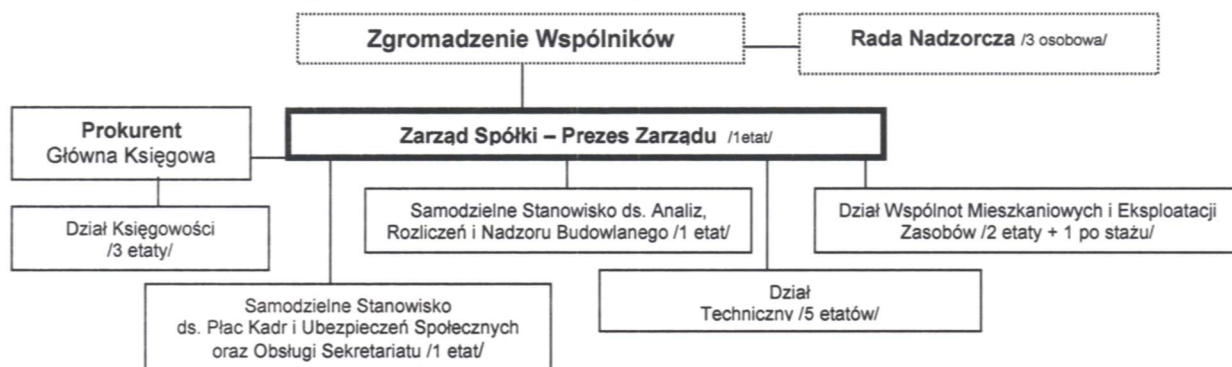 Zgromadzenie Wspólników
Rada Nadzorcza /3 osobowa/
Prokurent
Główna Księgowa
Zarząd Spółki – Prezes Zarządu /1etat/
Dział Księgowości
/3 etaty/
Samodzielne Stanowisko ds. Analiz,
Rozliczeń i Nadzoru Budowlanego /1 etat/
Dział Wspólnot Mieszkaniowych i Eksploatacji
Zasobów /2 etaty + 1 po stażu/
Samodzielne Stanowisko
ds. Płac Kadr i Ubezpieczeń Społecznych
oraz Obsługi Sekretariatu /1 etat/
Dział
Techniczny /5 etatów/